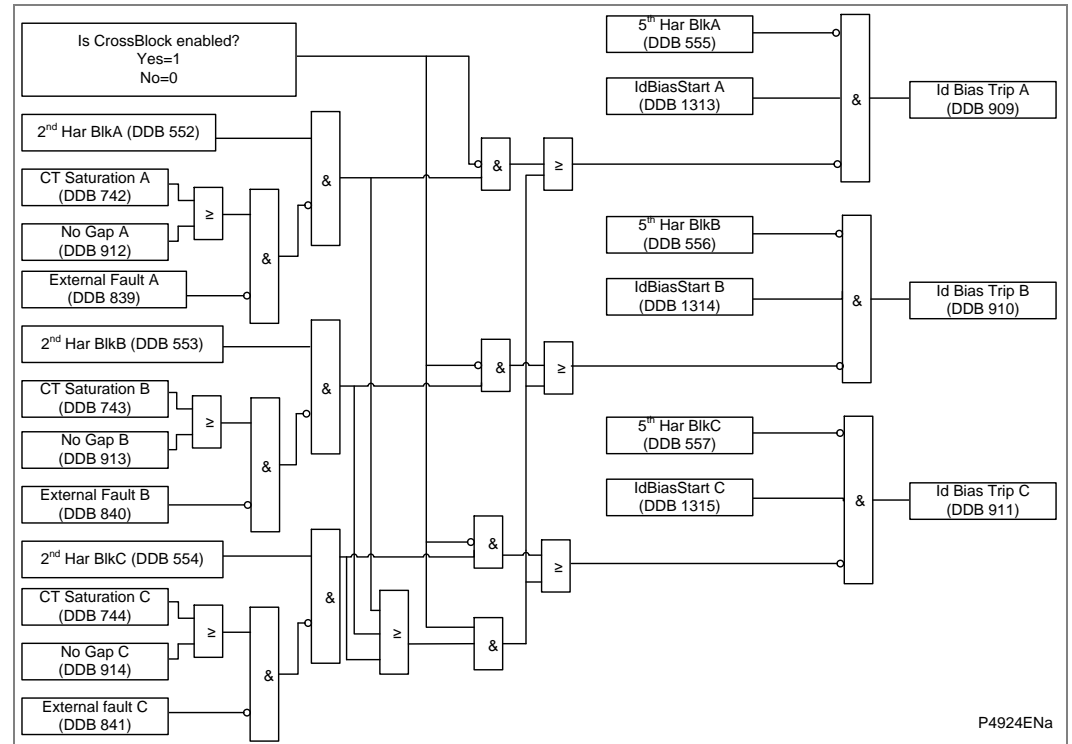 Is CrossBlock enabled?
Yes=1
No=0
2nd Har BlkA (DDB 552)
CT Saturation A
(DDB 742)
No Gap A
(DDB 912)
External Fault A
(DDB 839)
≥
&
&
2nd Har BlkB (DDB 553)
CT Saturation B
(DDB 743)
No Gap B
(DDB 913)
External Fault B
(DDB 840)
≥
&
&
2nd Har BlkC (DDB 554)
CT Saturation C
(DDB 744)
No Gap C
(DDB 914)
External fault C
(DDB 841)
≥
&
&
≥
&
&
≥
&
≥
&
≥
5th Har BlkA
(DDB 555)
IdBiasStart A
(DDB 1313)
&
Id Bias Trip A
(DDB 909)
5th Har BlkB
(DDB 556)
IdBiasStart B
(DDB 1314)
&
Id Bias Trip B
(DDB 910)
5th Har BlkC
(DDB 557)
IdBiasStart C
(DDB 1315)
&
Id Bias Trip C
(DDB 911)
P4924ENa